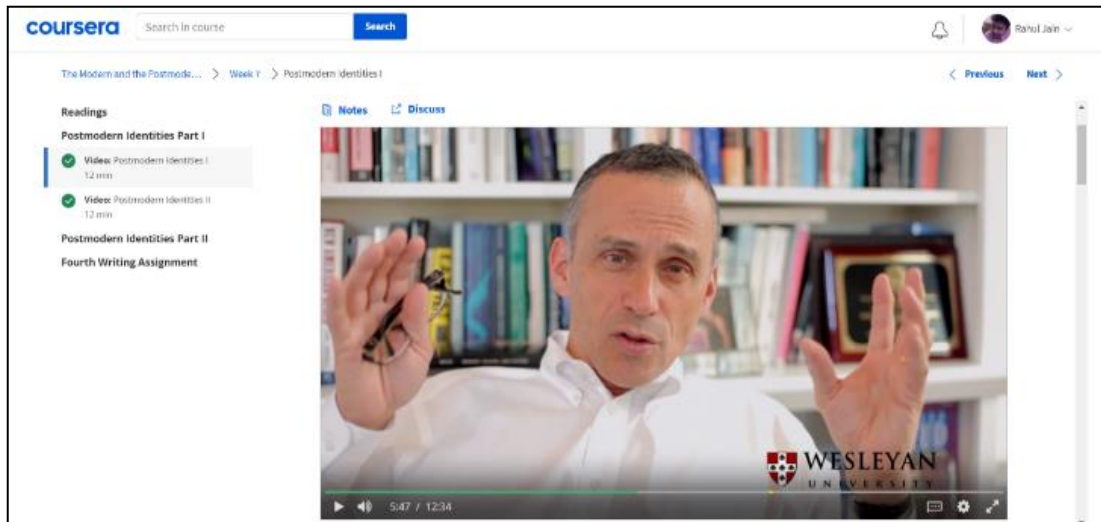 coursera
Search in course
Search
Rahul Jain
The Modern and the Postmode...
Week 7
Postmodern Identities I
Previous
Next
Readings
Notes
Discuss
Postmodern Identities Part I
Video: Postmodern Identities I
12 min
Video: Postmodern Identities II
12 min
Postmodern Identities Part II
Fourth Writing Assignment
WESLEYAN
UNIVERSITY
5:47 / 12:34